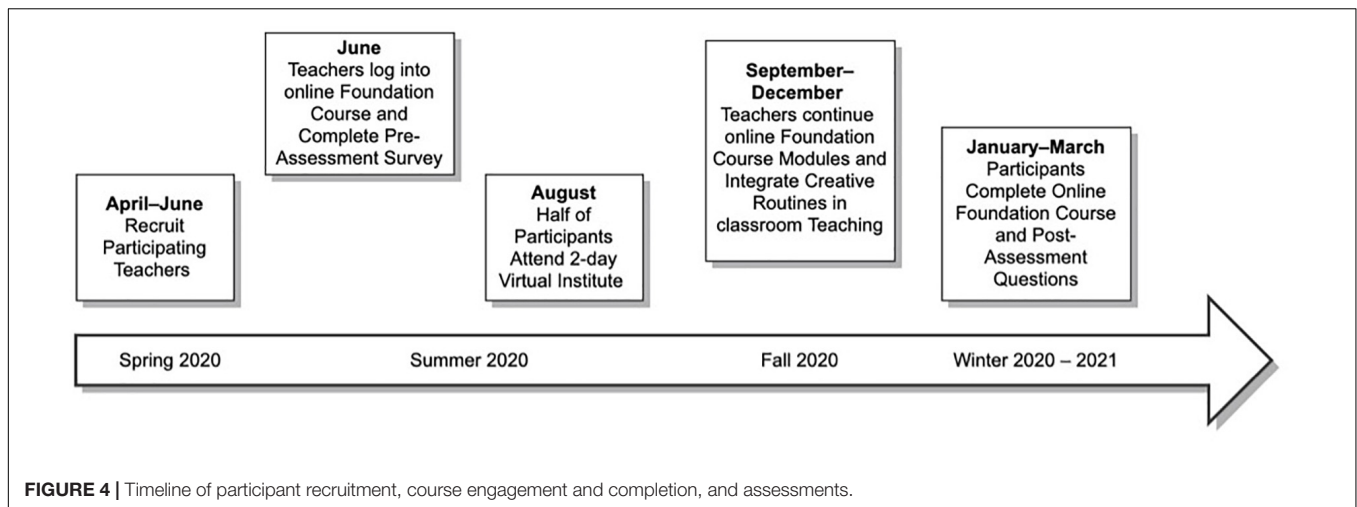 April–June
Recruit
Participating
Teachers
June
Teachers log into
online Foundation
Course and
Complete Pre-
Assessment Survey
August
Half of
Participants
Attend 2-day
Virtual Institute
September–
December
Teachers continue
online Foundation
Course Modules and
Integrate Creative
Routines in
classroom Teaching
January–March
Participants
Complete Online
Foundation Course
and Post-
Assessment
Questions
Spring 2020
Summer 2020
Fall 2020
Winter 2020 – 2021
FIGURE 4 | Timeline of participant recruitment, course engagement and completion, and assessments.